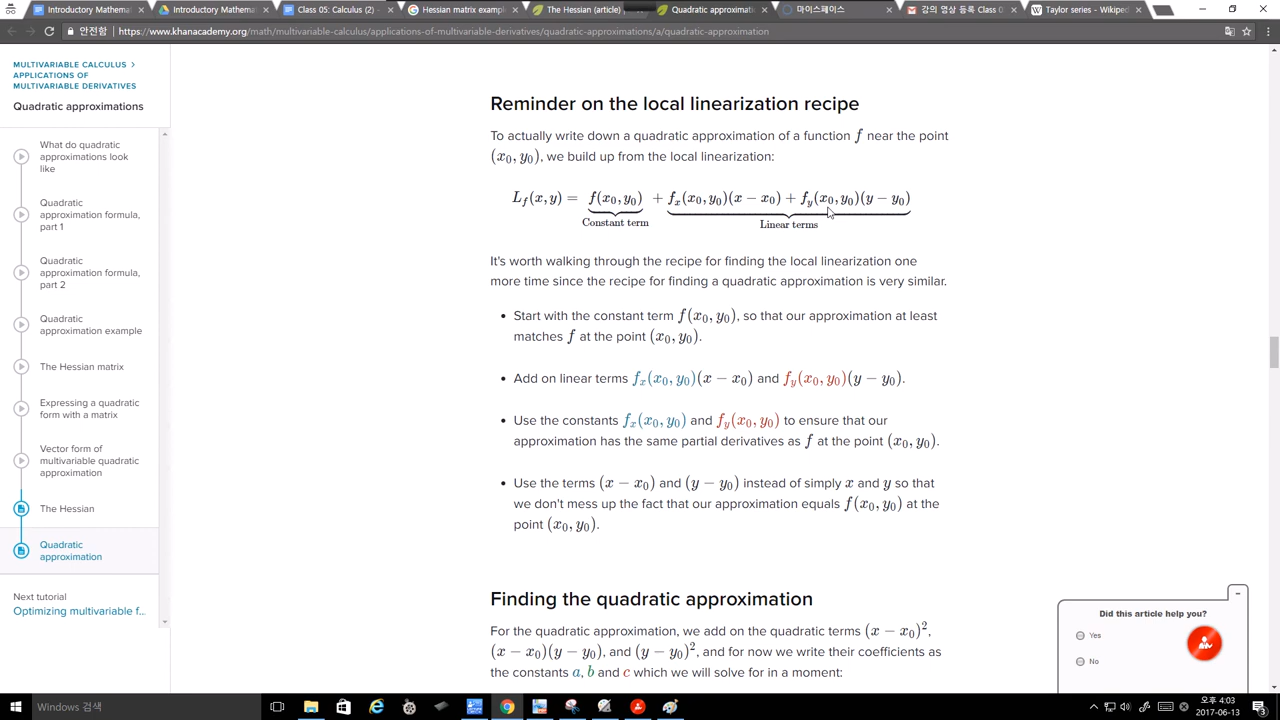 Introductory Mathema
Introductory Mathema
Class 05: Calculus (2) -
Hessian matrix exampl
The Hessian (article)
Quadratic approximati
마이스페이스
강의 영상 등록 Class 0
Taylor series - Wikiped
안전함
https://www.khanacademy.org/math/multivariable-calculus/applications-of-multivariable-derivatives/quadratic-approximations/a/quadratic-approximation
MULTIVARIABLE CALCULUS >
APPLICATIONS OF
MULTIVARIABLE DERIVATIVES
Quadratic approximations
What do quadratic
approximations look
like
Quadratic
approximation formula,
part 1
Quadratic
approximation formula,
part 2
Quadratic
approximation example
The Hessian matrix
Expressing a quadratic
form with a matrix
Vector form of
multivariable quadratic
approximation
The Hessian
Quadratic
approximation
Next tutorial
Optimizing multivariable f...
Reminder on the local linearization recipe
To actually write down a quadratic approximation of a function f near the point
(x₀, y₀), we build up from the local linearization:
L_f(x, y) = f(x₀, y₀) + f_x(x₀, y₀)(x − x₀) + f_y(x₀, y₀)(y − y₀)
Constant term Linear terms
It's worth walking through the recipe for finding the local linearization one
more time since the recipe for finding a quadratic approximation is very similar.
• Start with the constant term f(x₀, y₀), so that our approximation at least
matches f at the point (x₀, y₀).
• Add on linear terms f_x(x₀, y₀)(x − x₀) and f_y(x₀, y₀)(y − y₀).
• Use the constants f_x(x₀, y₀) and f_y(x₀, y₀) to ensure that our
approximation has the same partial derivatives as f at the point (x₀, y₀).
• Use the terms (x − x₀) and (y − y₀) instead of simply x and y so that
we don't mess up the fact that our approximation equals f(x₀, y₀) at the
point (x₀, y₀).
Finding the quadratic approximation
For the quadratic approximation, we add on the quadratic terms (x − x₀)²,
(x − x₀)(y − y₀), and (y − y₀)², and for now we write their coefficients as
the constants a, b and c which we will solve for in a moment:
Did this article help you?
Yes
No
Windows 검색
오후 4:03
2017-06-13